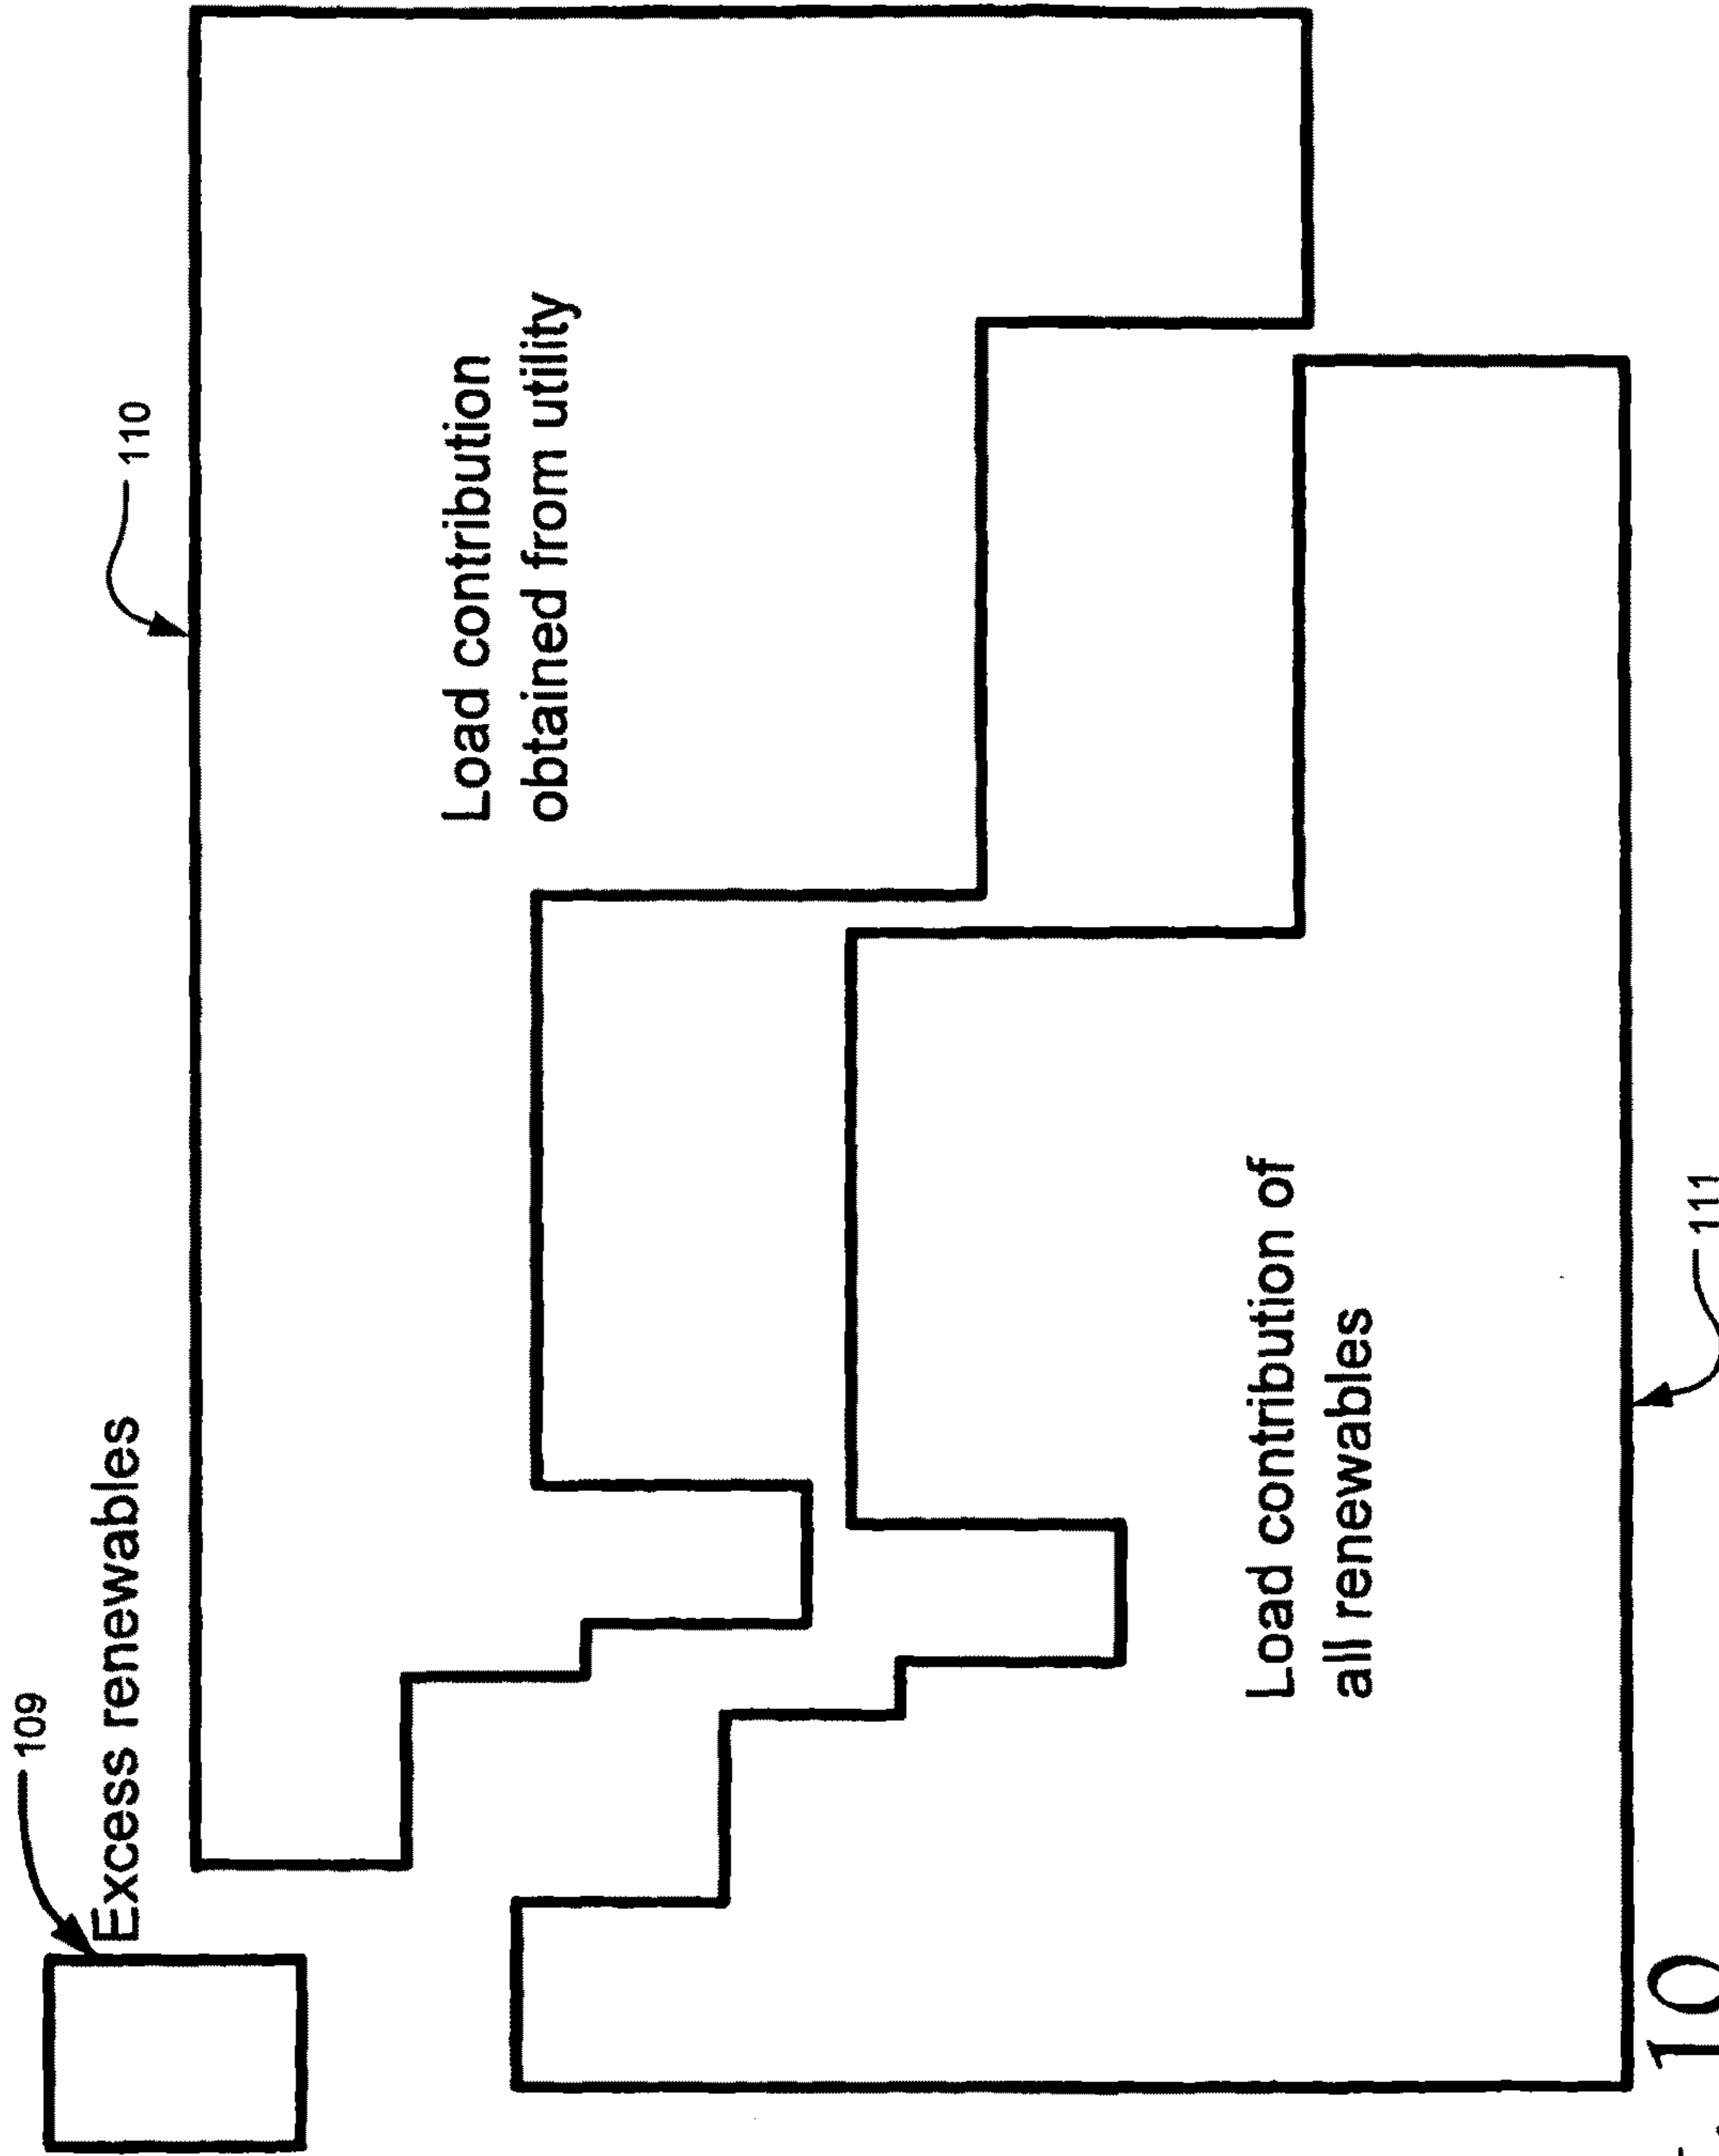 109
Excess renewables
110
Load contribution
obtained from utility
Load contribution of
all renewables
111
10